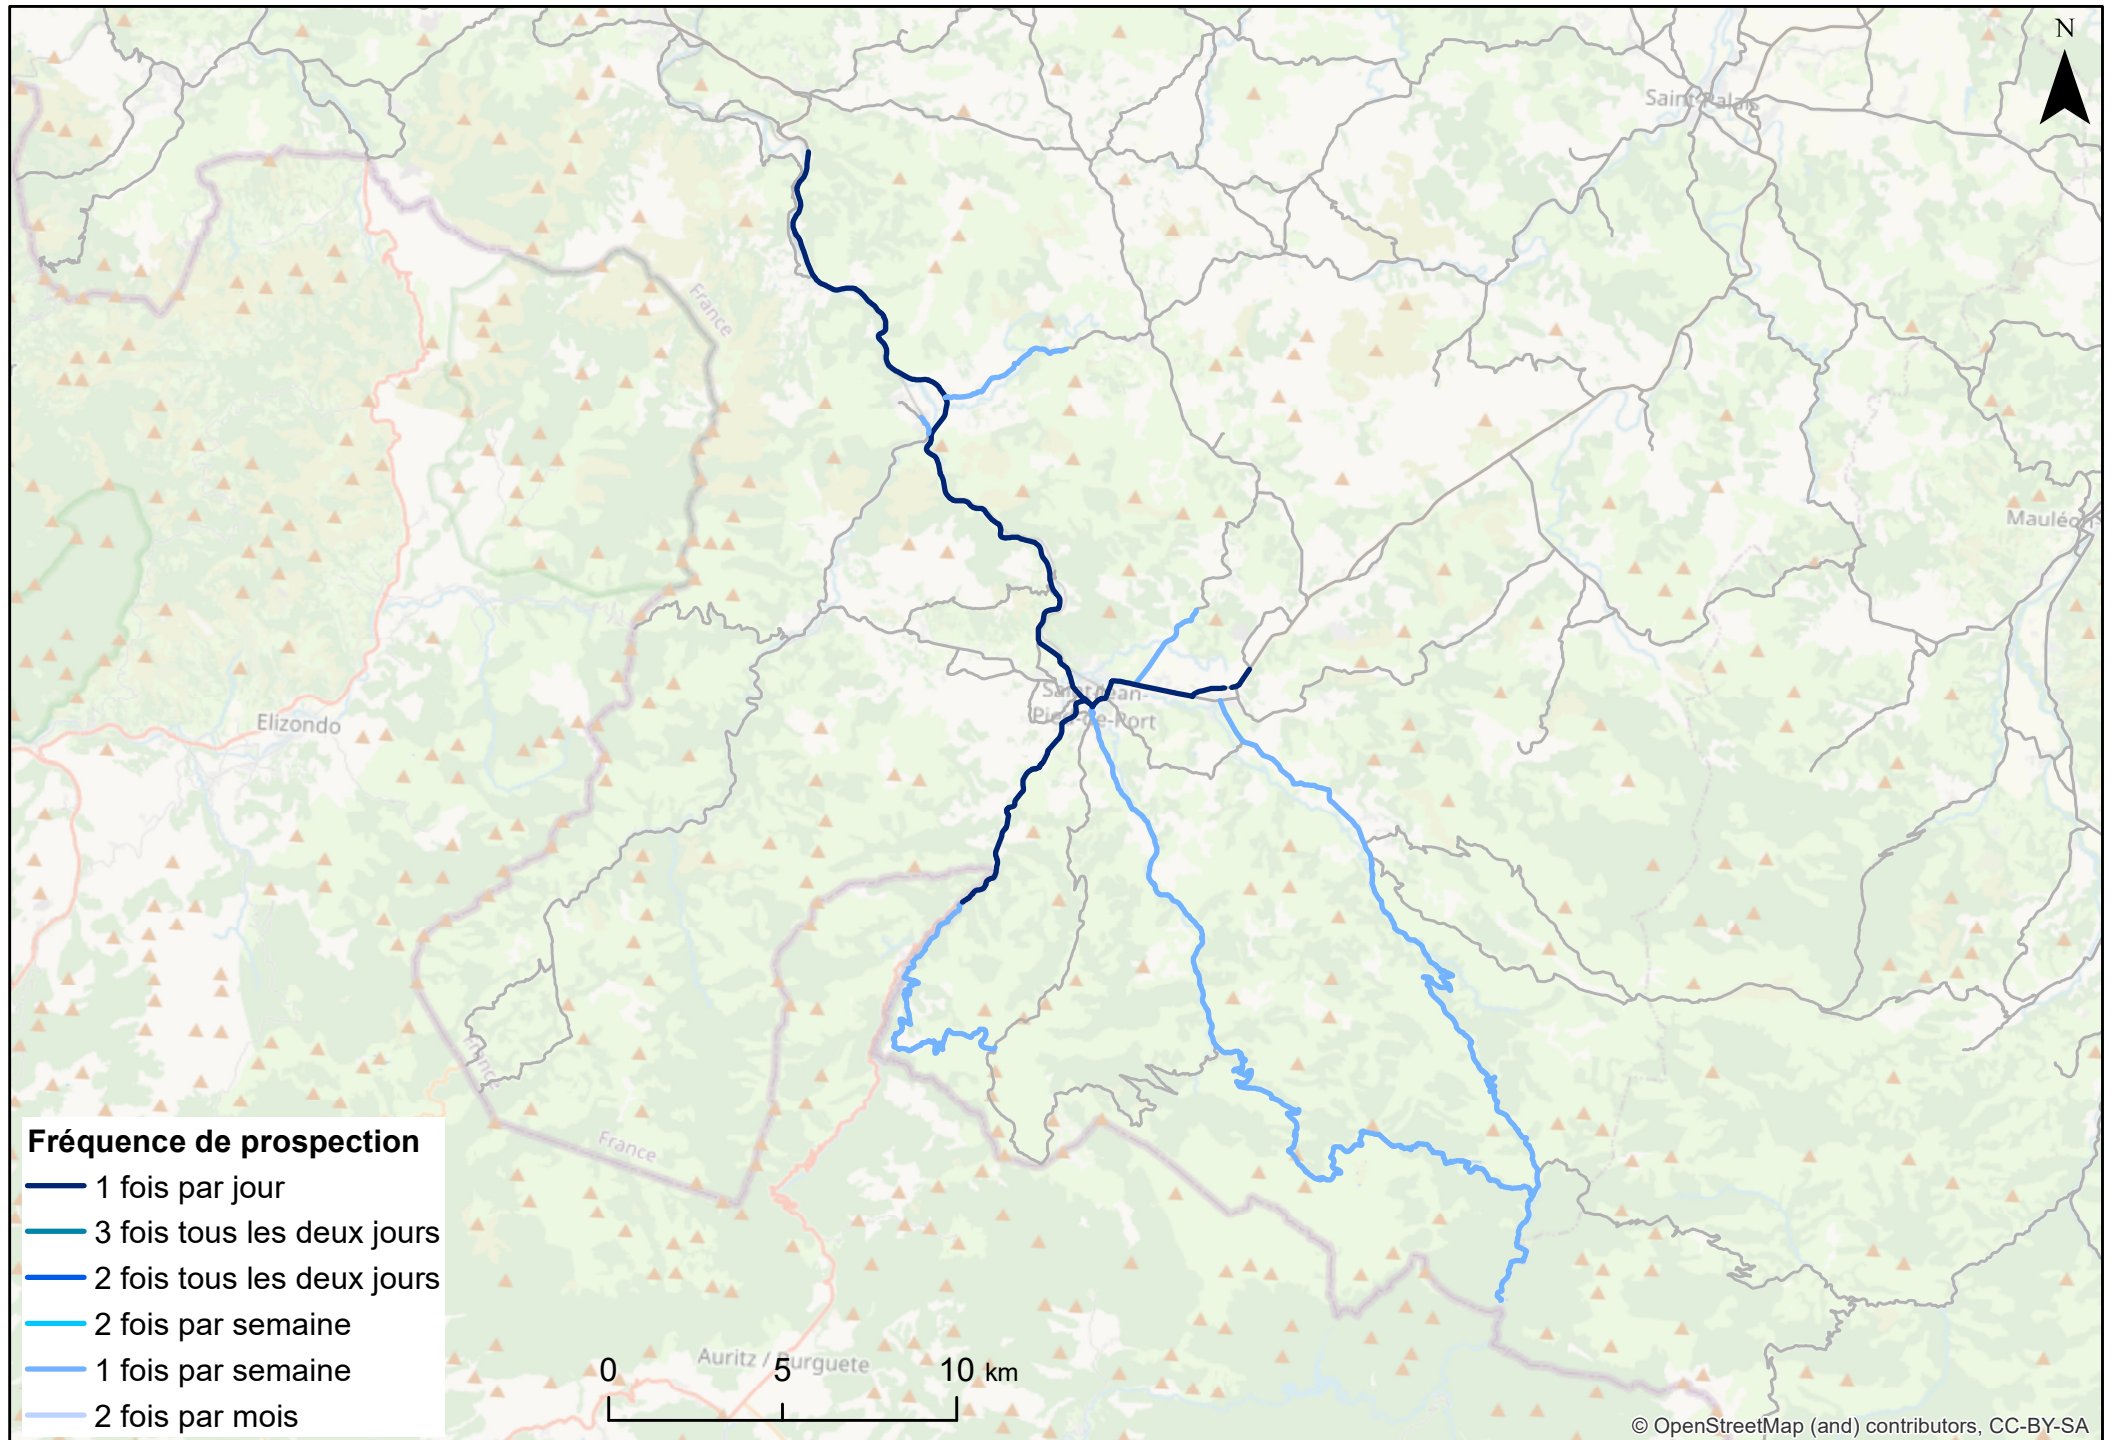 N
Saint-Palais
France
Mauléon-
Saint-Jean-
Pied-de-Port
Elizondo
France
France
Fréquence de prospection
1 fois par jour
3 fois tous les deux jours
2 fois tous les deux jours
2 fois par semaine
1 fois par semaine
2 fois par mois
Auritz / Burguete
0 5 10 km
© OpenStreetMap (and) contributors, CC-BY-SA